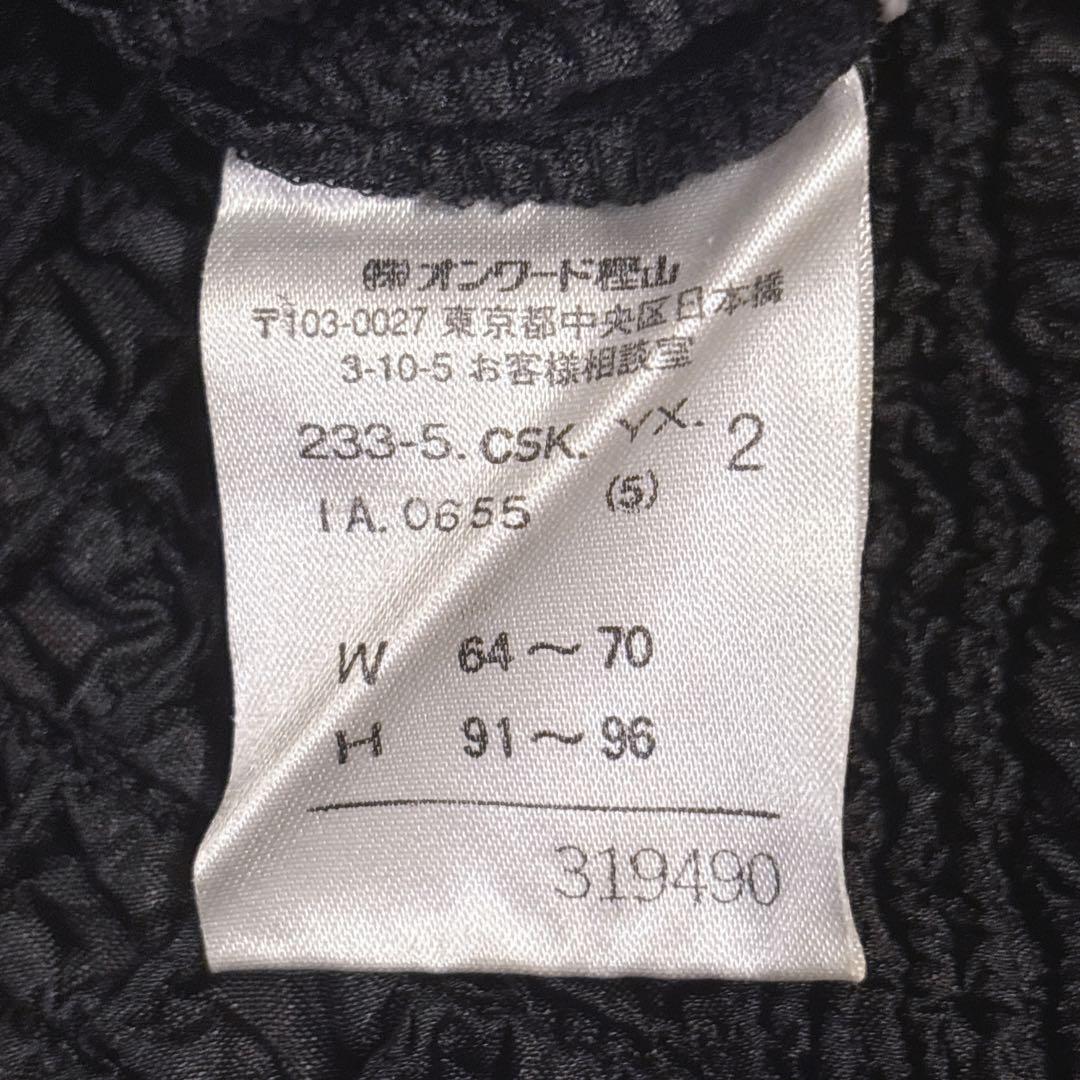 ㈱オンワード樫山
〒103-0027 東京都中央区日本橋
3-10-5 お客様相談室
233-5. CSK. YX. 2
IA. 0655 (5)
W 64～70
H 91～96
319490